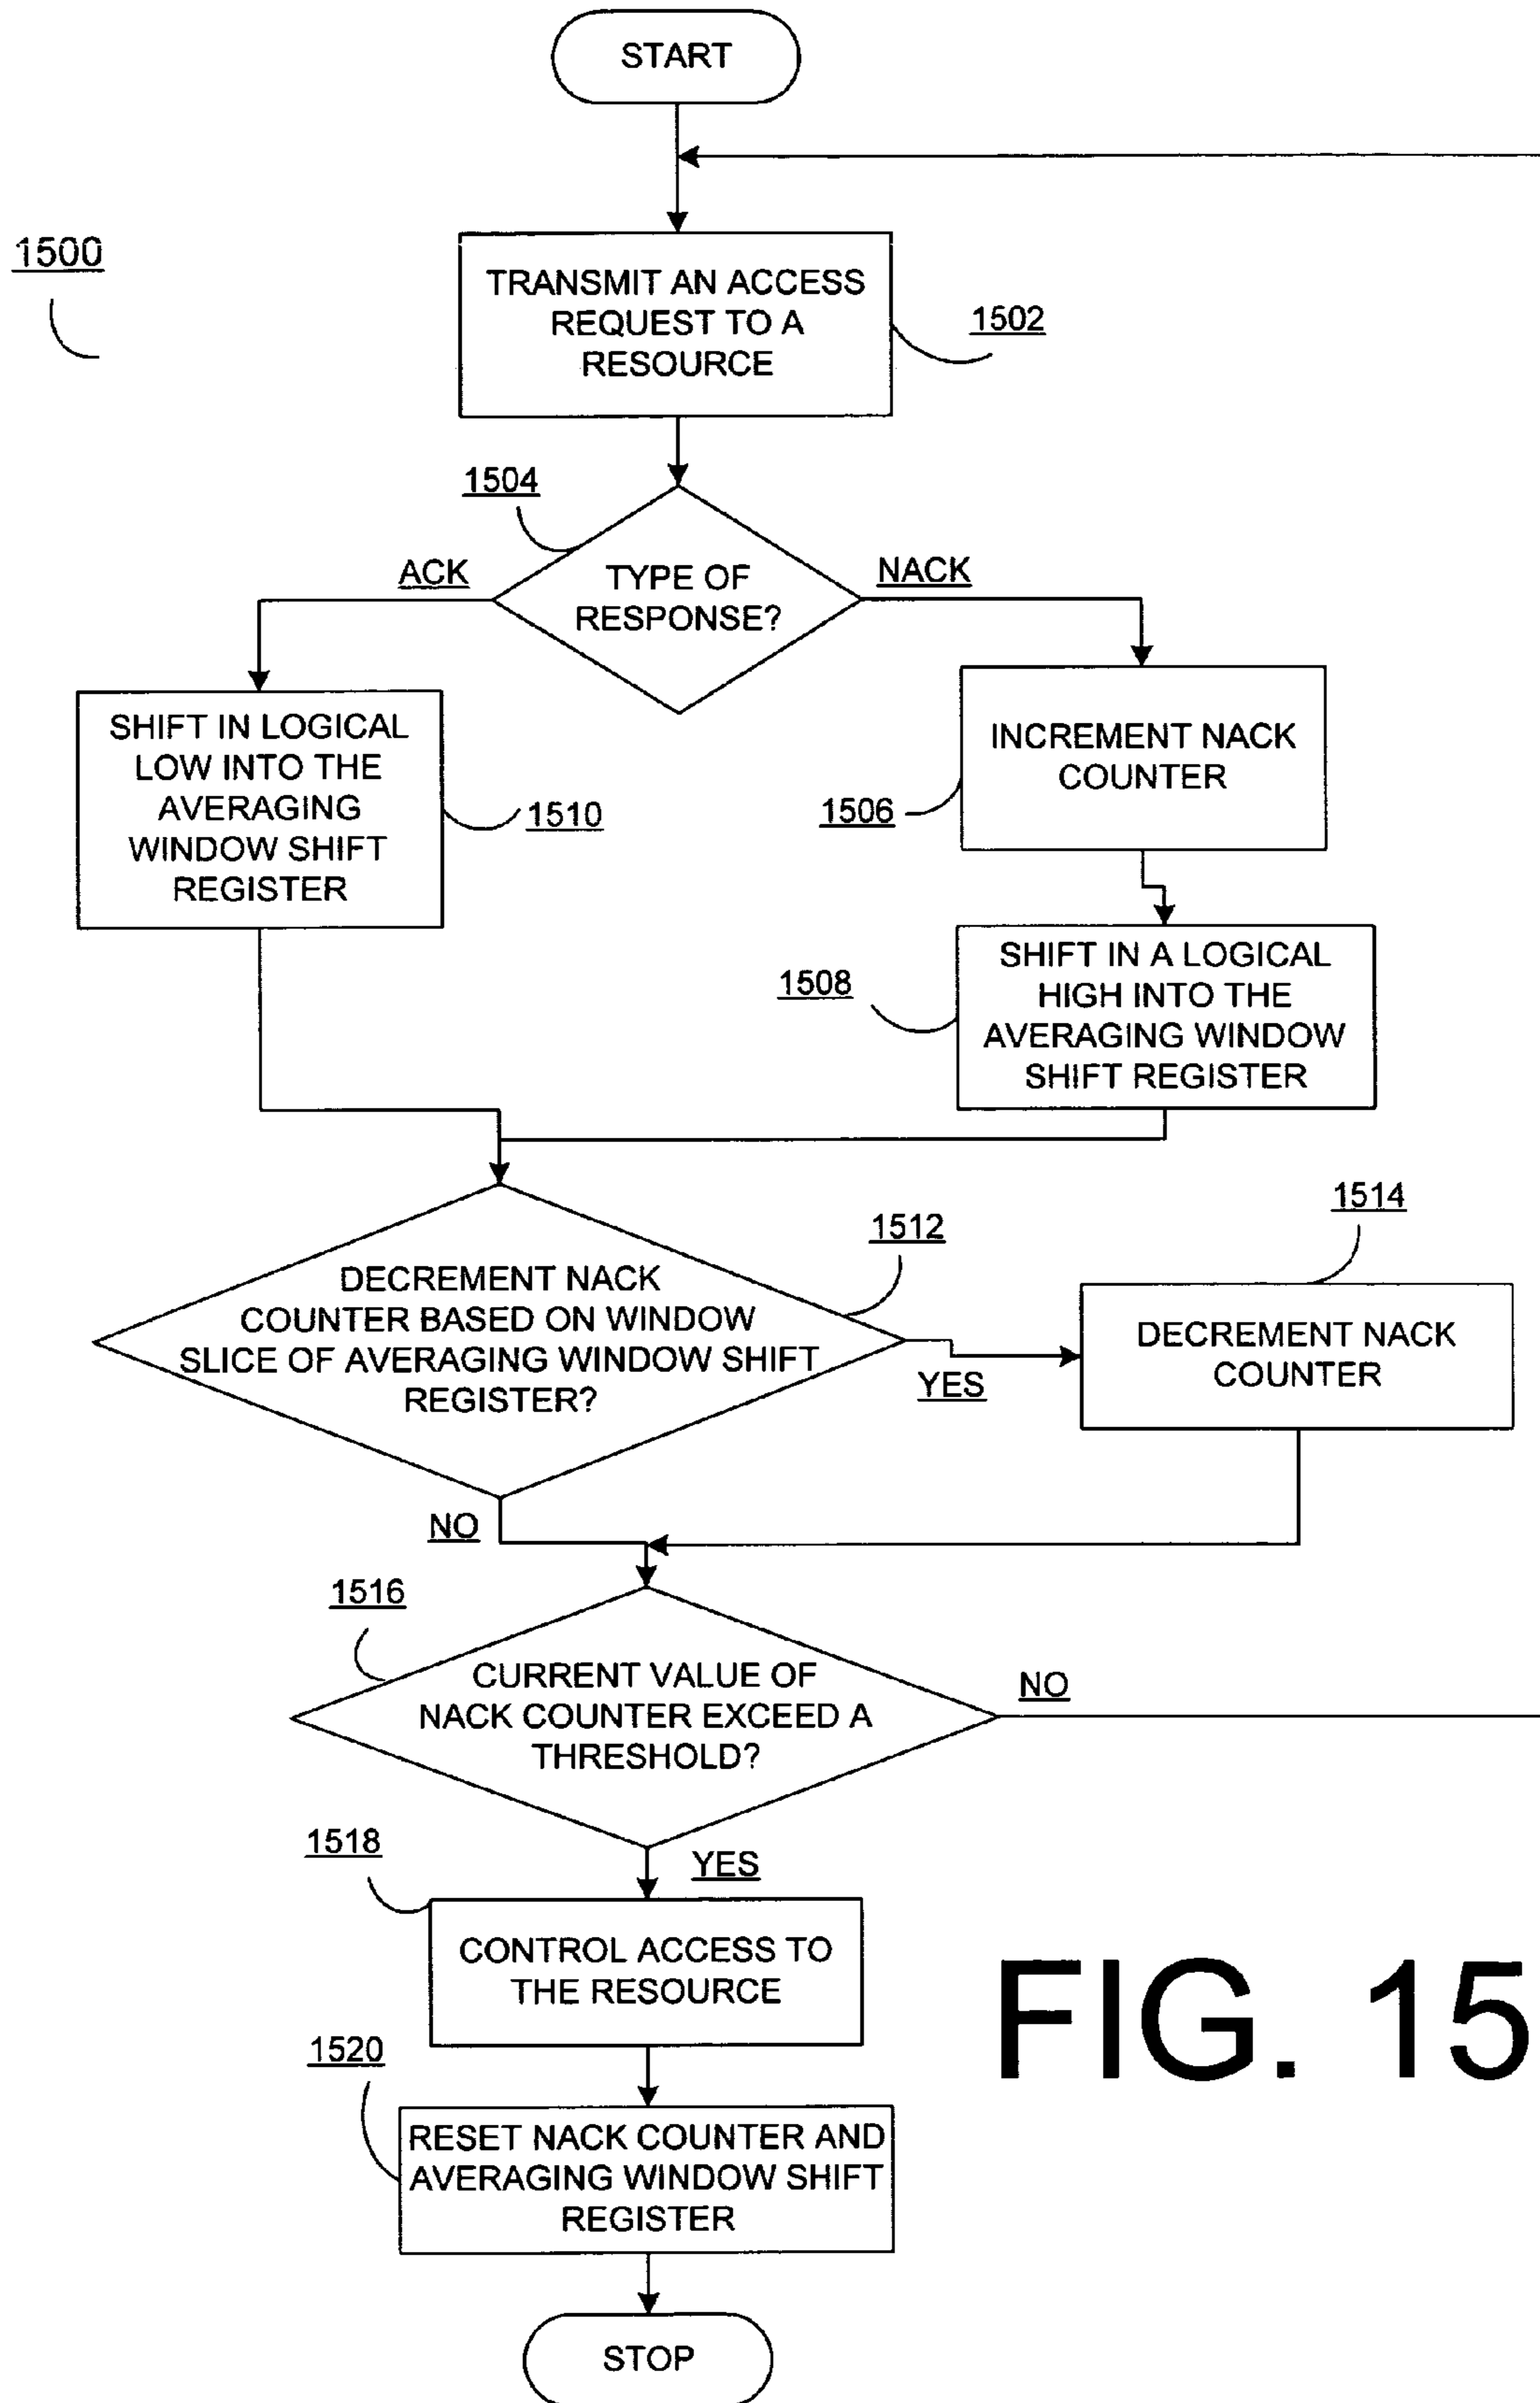 START
1500
TRANSMIT AN ACCESS
REQUEST TO A
RESOURCE
1502
1504
ACK
TYPE OF
RESPONSE?
NACK
SHIFT IN LOGICAL
LOW INTO THE
AVERAGING
WINDOW SHIFT
REGISTER
1510
INCREMENT NACK
COUNTER
1506
SHIFT IN A LOGICAL
HIGH INTO THE
AVERAGING WINDOW
SHIFT REGISTER
1508
DECREMENT NACK
COUNTER BASED ON WINDOW
SLICE OF AVERAGING WINDOW SHIFT
REGISTER?
1512
YES
1514
DECREMENT NACK
COUNTER
NO
1516
CURRENT VALUE OF
NACK COUNTER EXCEED A
THRESHOLD?
NO
YES
1518
CONTROL ACCESS TO
THE RESOURCE
1520
RESET NACK COUNTER AND
AVERAGING WINDOW SHIFT
REGISTER
STOP
FIG. 15